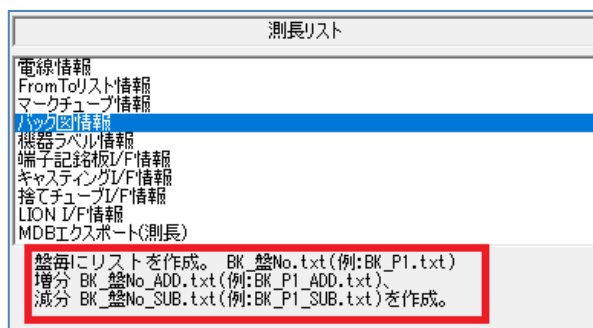 測長リスト
電線情報
FromToリスト情報
マークチューブ情報
バック図情報
機器ラベル情報
端子記銘板I/F情報
キャスティングI/F情報
捨てチューブI/F情報
LION I/F情報
MDBエクスポート(測長)
盤毎にリストを作成。 BK_盤No.txt(例:BK_P1.txt)
増分 BK_盤No_ADD.txt(例:BK_P1_ADD.txt)、
減分 BK_盤No_SUB.txt(例:BK_P1_SUB.txt)を作成。